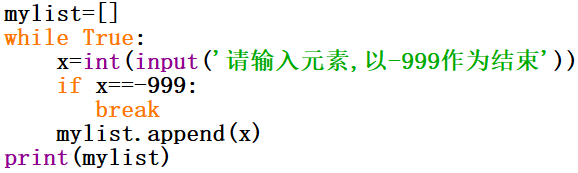 mylist=[]
while True:
    x=int(input('请输入元素,以-999作为结束'))
    if x==-999:
        break
    mylist.append(x)
print(mylist)